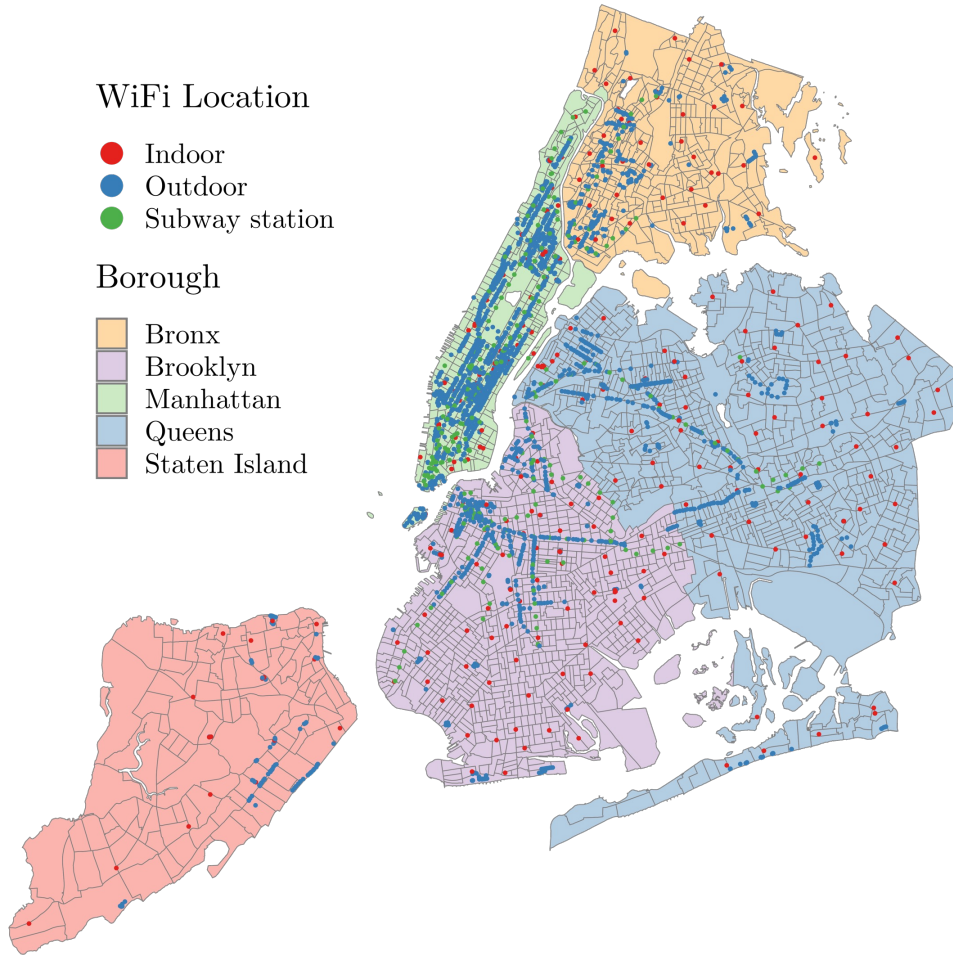 WiFi Location
Indoor
Outdoor
Subway station
Borough
Bronx
Brooklyn
Manhattan
Queens
Staten Island